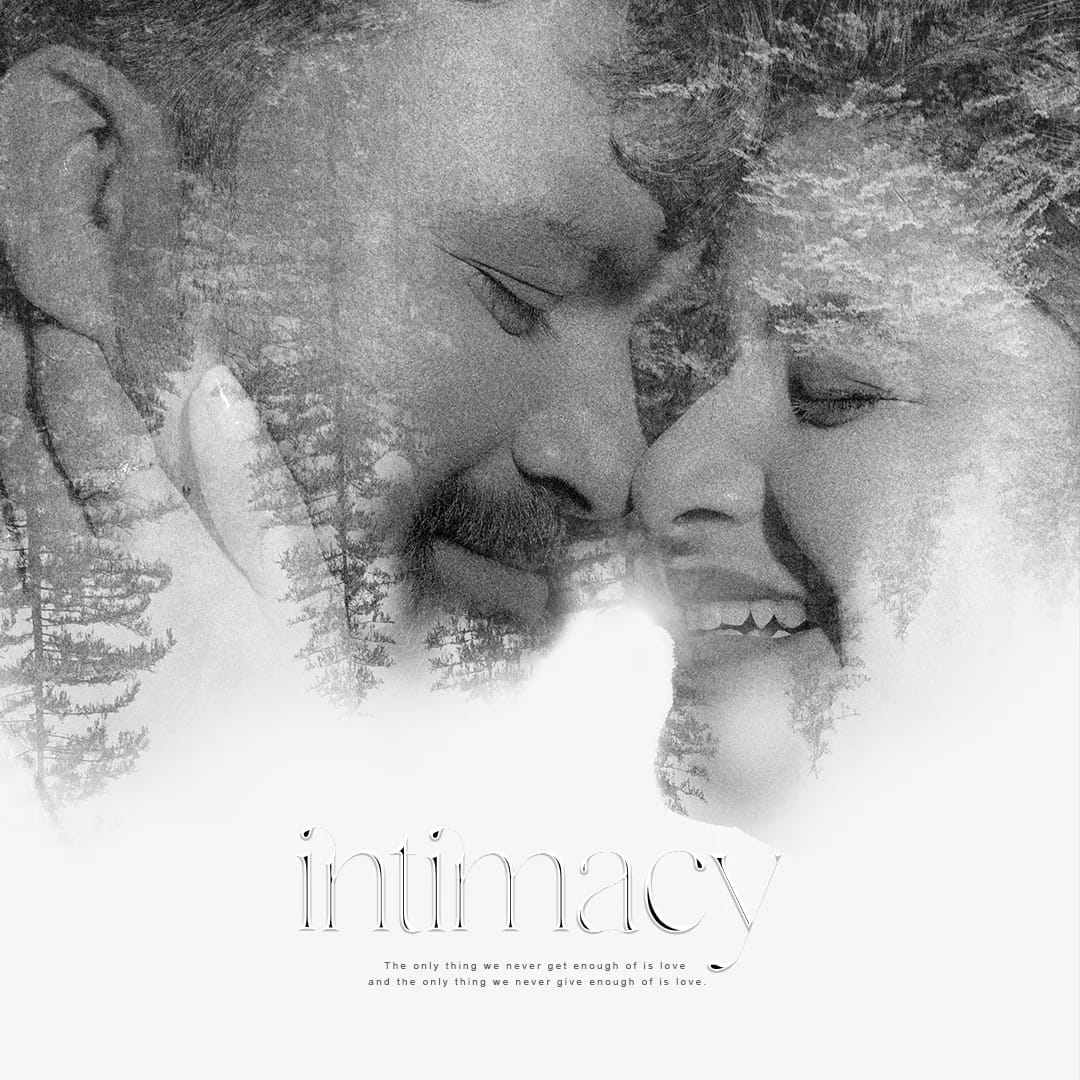 intimacy
The only thing we never get enough of is love
and the only thing we never give enough of is love.